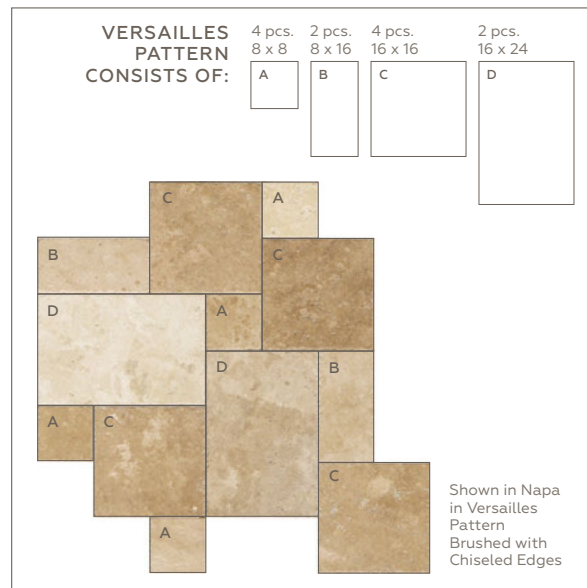 VERSAILLES
PATTERN
CONSISTS OF:
4 pcs.
8 x 8
2 pcs.
8 x 16
4 pcs.
16 x 16
2 pcs.
16 x 24
A
B
C
D
C
A
B
C
D
A
D
B
A
C
C
A
Shown in Napa
in Versailles
Pattern
Brushed with
Chiseled Edges